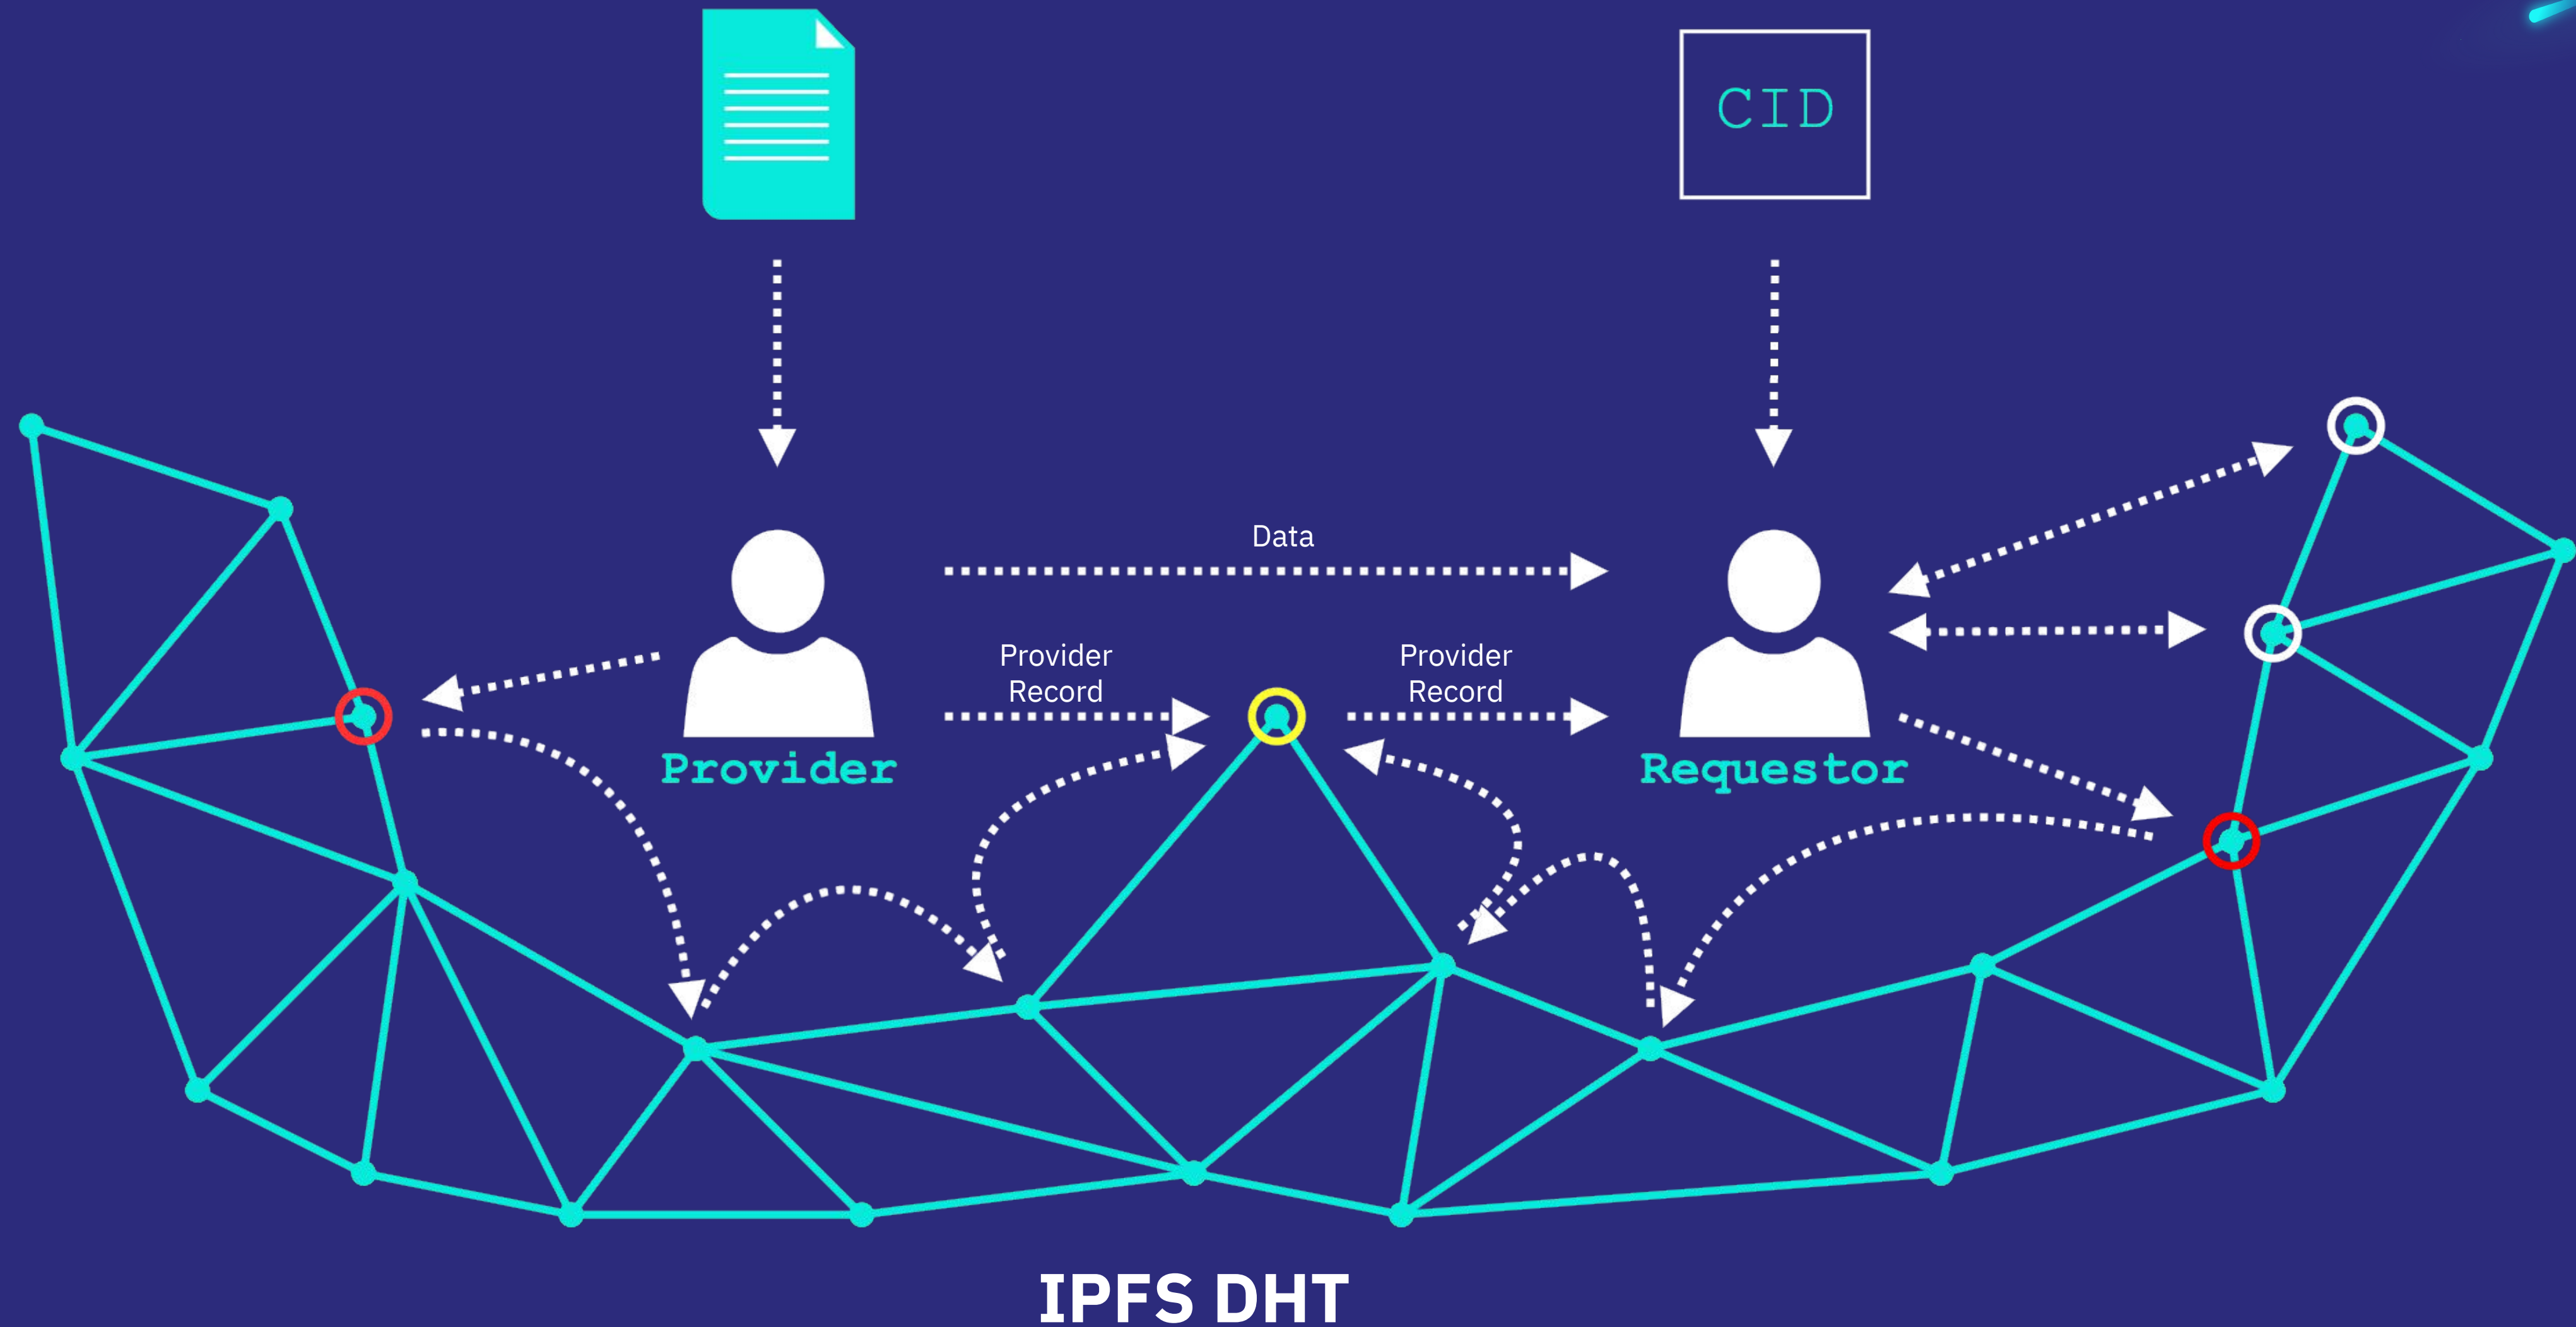 CID
Data
Provider
Record
Provider
Record
Provider
Requestor
IPFS DHT